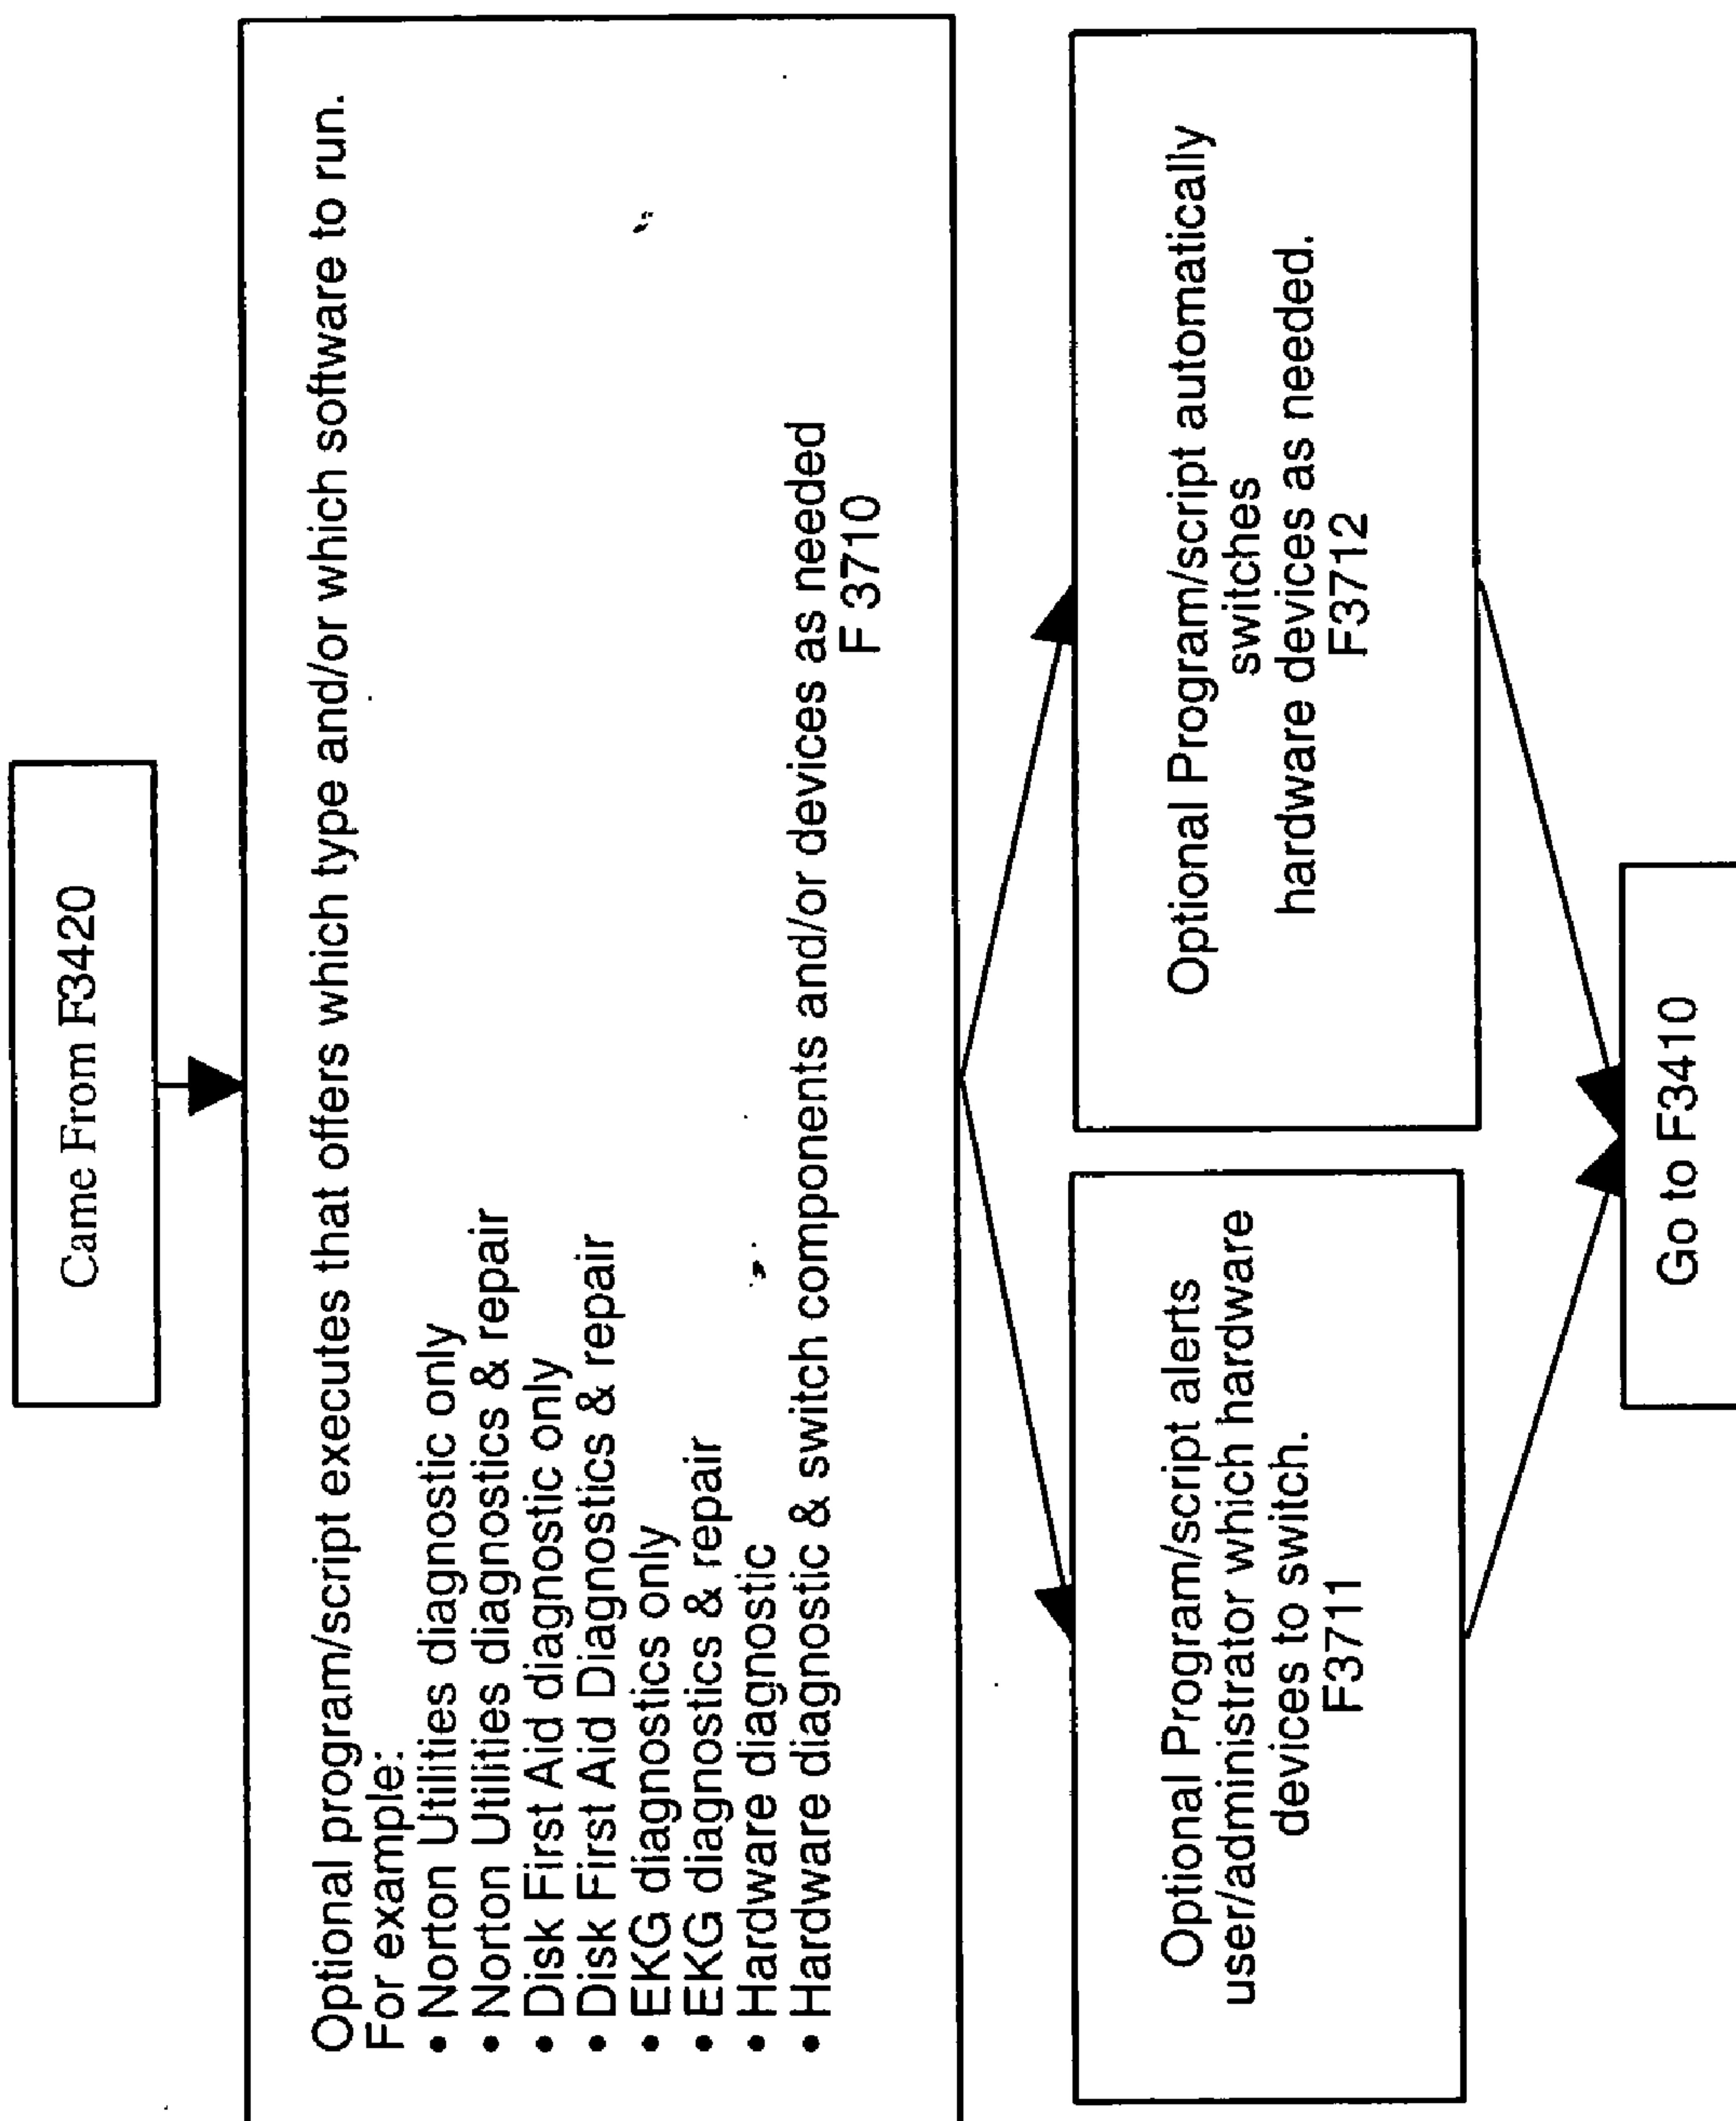 Came From F3420
Optional program/script executes that offers which type and/or which software to run.
For example:
• Norton Utilities diagnostic only
• Norton Utilities diagnostics & repair
• Disk First Aid diagnostic only
• Disk First Aid Diagnostics & repair
• EKG diagnostics only
• EKG diagnostics & repair
• Hardware diagnostic
• Hardware diagnostic & switch components and/or devices as needed
F 3710
Optional Program/script alerts
user/administrator which hardware
devices to switch.
F3711
Optional Program/script automatically
switches
hardware devices as needed.
F3712
Go to F3410